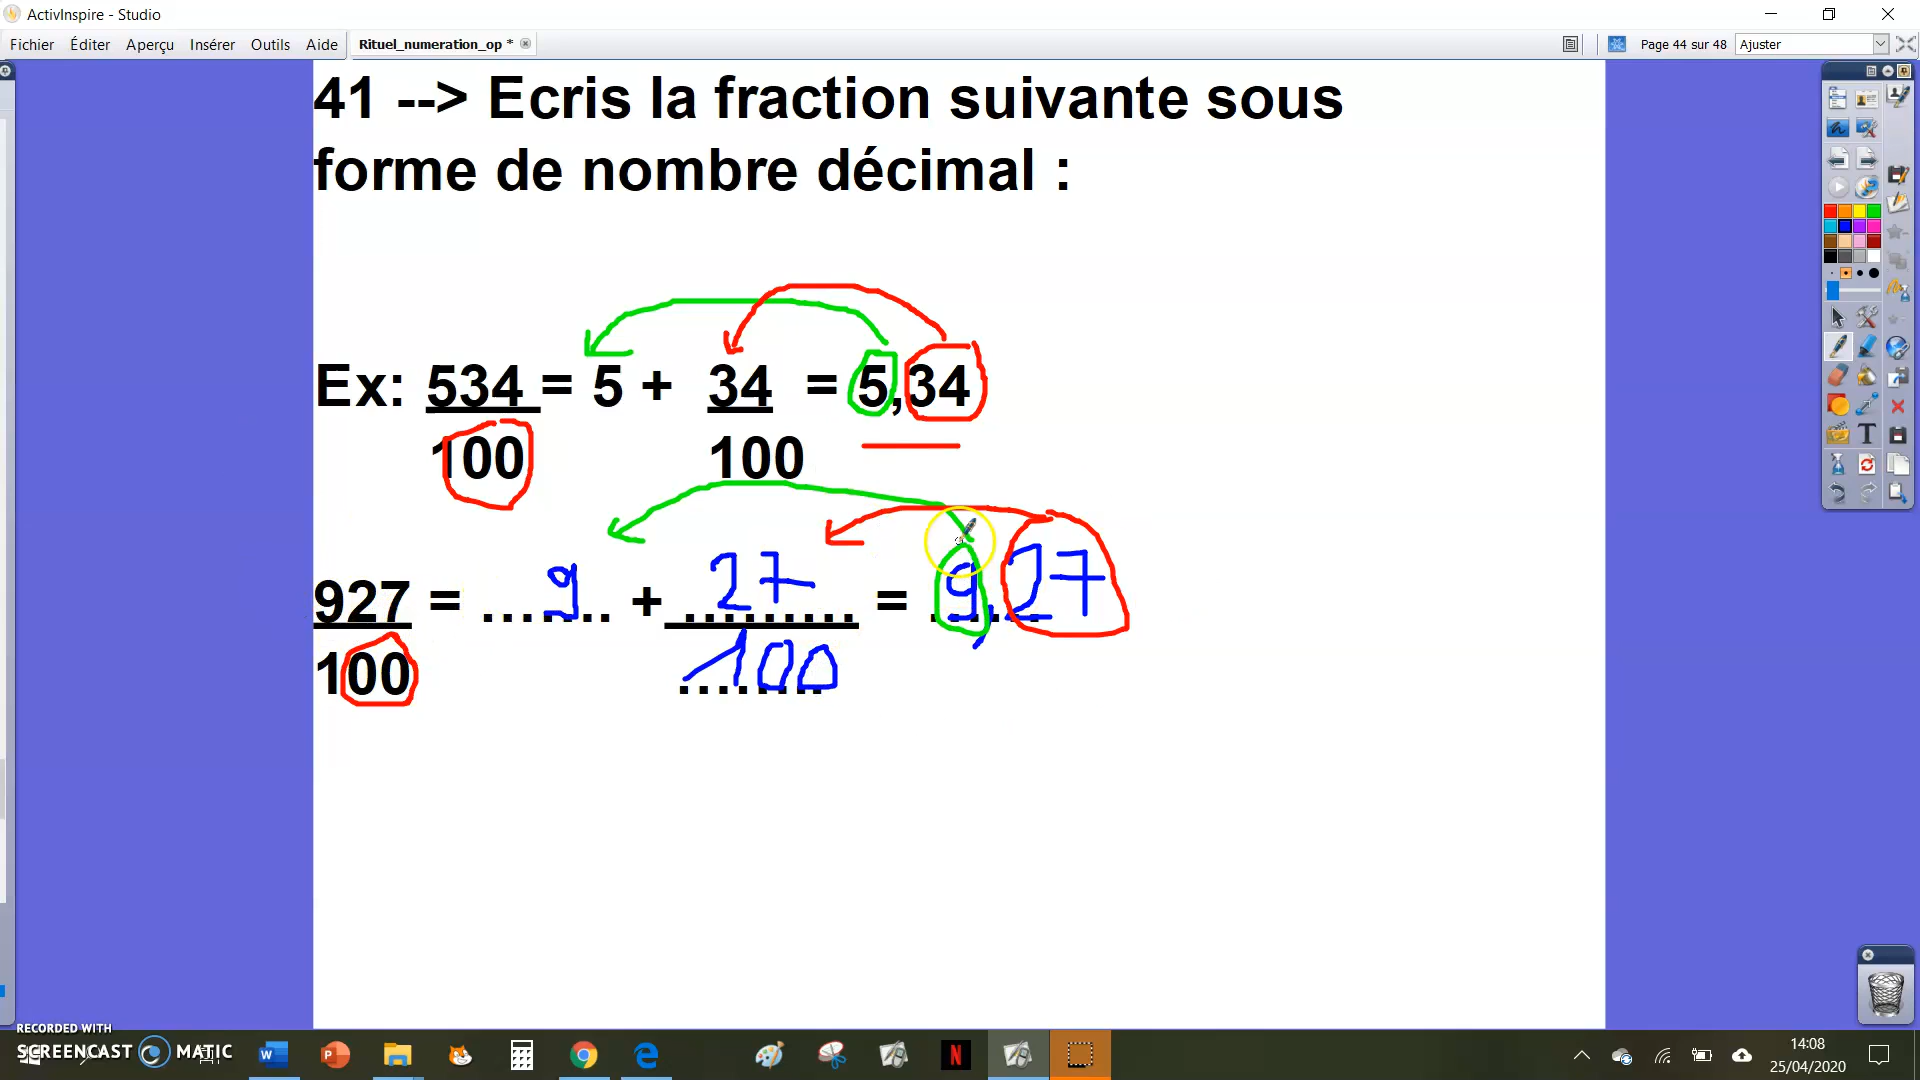 ActivInspire - Studio
Fichier Éditer Aperçu Insérer Outils Aide Rituel_numeration_op * Page 44 sur 48 Ajuster
41 --> Ecris la fraction suivante sous
forme de nombre décimal :
Ex: 534 = 5 + 34 = 5,34
100 100
927 = ...9... + 27 = 9,27
100 100
RECORDED WITH
SCREENCAST MATIC
14:08
25/04/2020